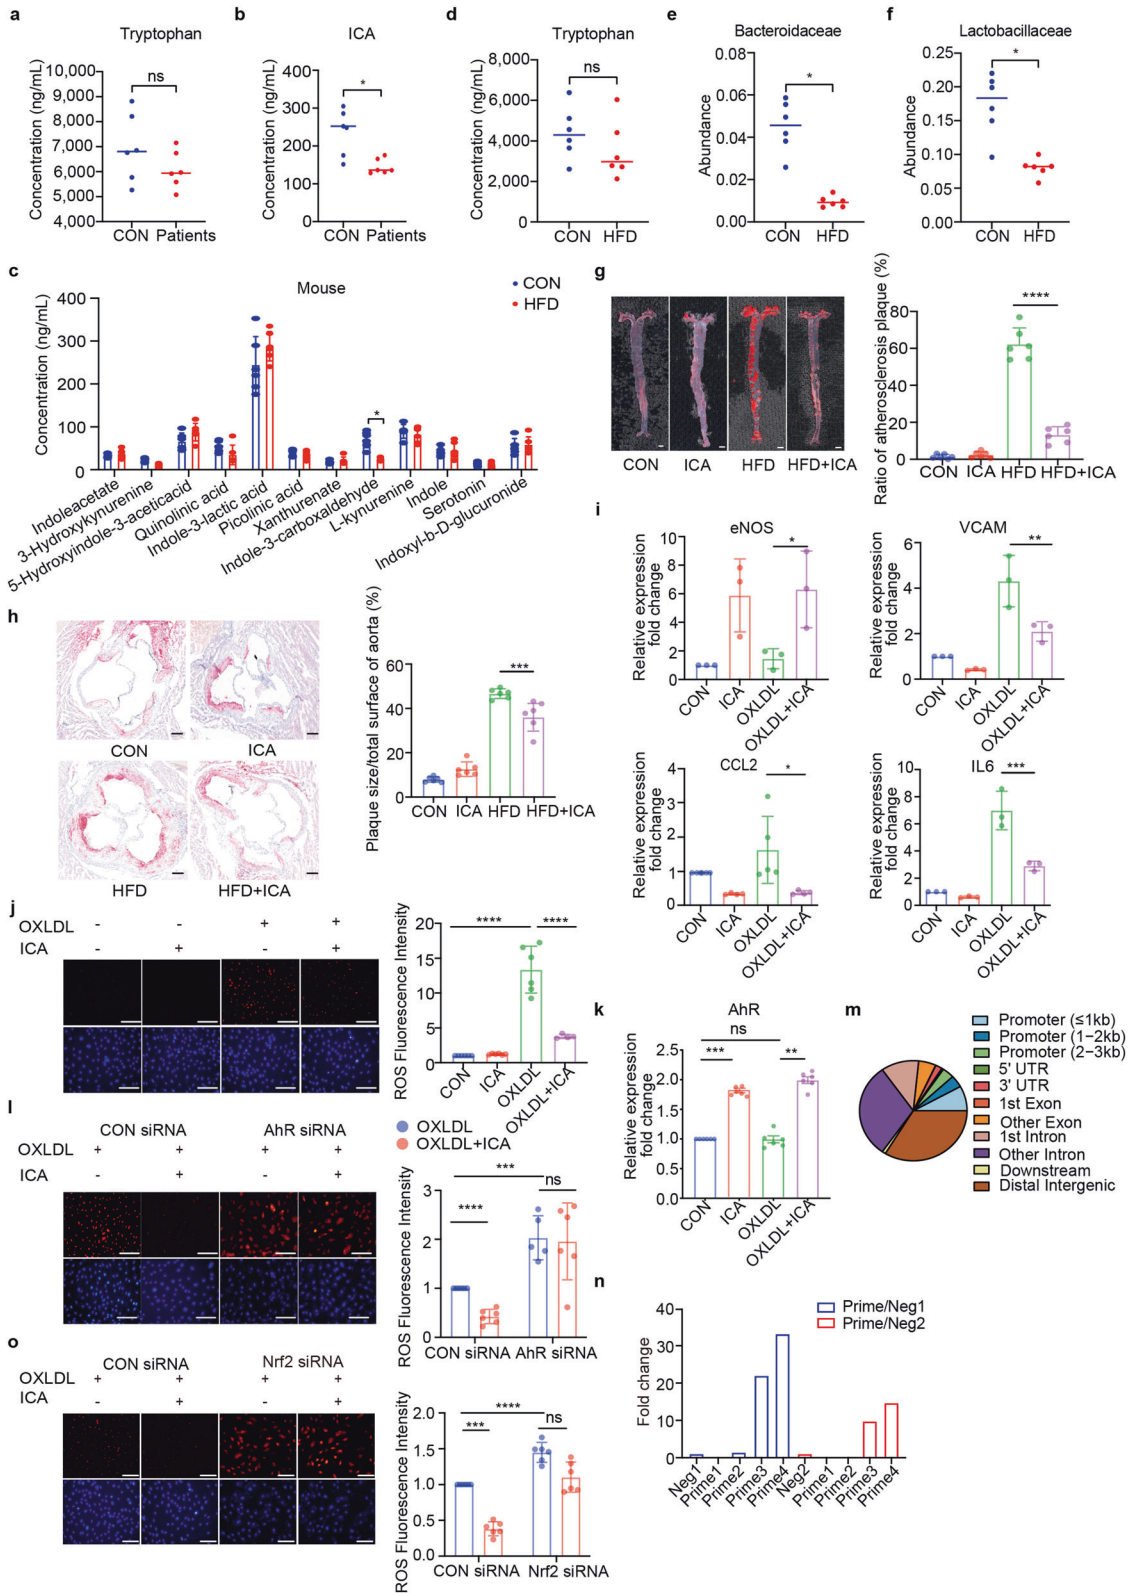 a
Tryptophan
Concentration (ng/mL)
10,000
9,000
8,000
7,000
6,000
5,000
4,000
ns
CON Patients
b
ICA
Concentration (ng/mL)
400
300
200
100
0
*
CON Patients
d
Tryptophan
Concentration (ng/mL)
8,000
6,000
4,000
2,000
0
ns
CON HFD
e
Bacteroidaceae
Abundance
0.08
0.06
0.04
0.02
0.00
*
CON HFD
f
Lactobacillaceae
Abundance
0.25
0.20
0.15
0.10
0.05
0.00
*
CON HFD
c
Mouse
CON
HFD
Concentration (ng/mL)
400
300
200
100
0
*
Indoleacetate
3-Hydroxykynurenine
5-Hydroxyindole-3-aceticacid
Quinolinic acid
Indole-3-lactic acid
Picolinic acid
Xanthurenate
Indole-3-carboxaldehyde
L-kynurenine
Indole
Serotonin
Indoxyl-b-D-glucuronide
g
CON ICA HFD HFD+ICA
Ratio of atherosclerosis plaque (%)
80
60
40
20
0
****
CON
ICA
HFD
HFD+ICA
h
CON ICA
HFD HFD+ICA
Plaque size/total surface of aorta (%)
60
40
20
0
***
CON
ICA
HFD
HFD+ICA
i
eNOS
Relative expression
fold change
10
8
6
4
2
0
*
CON
ICA
OXLDL
OXLDL+ICA
VCAM
Relative expression
fold change
6
4
2
0
**
CON
ICA
OXLDL
OXLDL+ICA
CCL2
Relative expression
fold change
4
3
2
1
0
*
CON
ICA
OXLDL
OXLDL+ICA
IL6
Relative expression
fold change
10
8
6
4
2
0
***
CON
ICA
OXLDL
OXLDL+ICA
j
OXLDL - - + +
ICA - + - +
ROS Fluorescence Intensity
20
15
10
5
0
**** ****
CON
ICA
OXLDL
OXLDL+ICA
k
AhR
Relative expression
fold change
2.5
2.0
1.5
1.0
0.5
0.0
ns
*** **
CON
ICA
OXLDL
OXLDL+ICA
m
Promoter (≤1kb)
Promoter (1–2kb)
Promoter (2–3kb)
5' UTR
3' UTR
1st Exon
Other Exon
1st Intron
Other Intron
Downstream
Distal Intergenic
l
CON siRNA AhR siRNA
OXLDL + + + +
ICA - + - +
OXLDL
OXLDL+ICA
ROS Fluorescence Intensity
3
2
1
0
***
**** ns
CON siRNA AhR siRNA
n
Prime/Neg1
Prime/Neg2
Fold change
40
30
20
10
0
Neg1
Prime1
Prime2
Prime3
Prime4
Neg2
Prime1
Prime2
Prime3
Prime4
o
CON siRNA Nrf2 siRNA
OXLDL + + + +
ICA - + - +
ROS Fluorescence Intensity
2.0
1.5
1.0
0.5
0.0
****
*** ns
CON siRNA Nrf2 siRNA